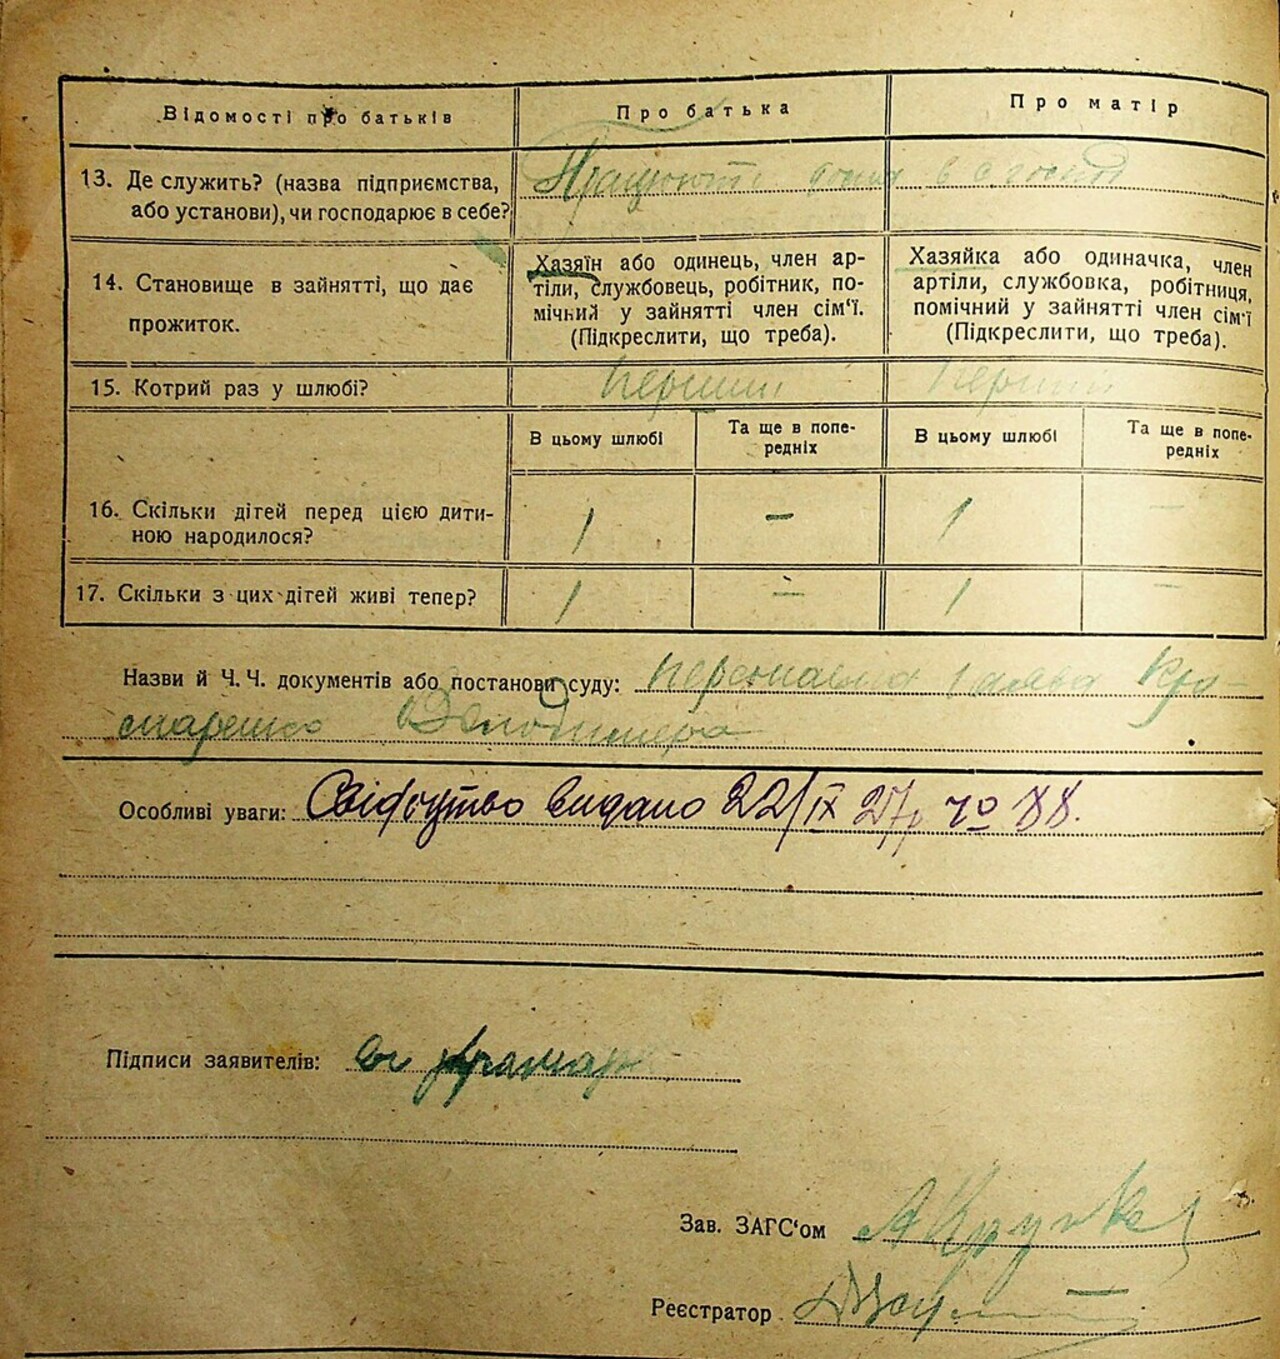 Відомості про батьків
Про батька
Про матір
13. Де служить? (назва підприємства,
або установи), чи господарює в себе?
Працюють
14. Становище в зайнятті, що дає
прожиток.
Хазяїн або одинець, член ар-
тіли, службовець, робітник, по-
мічний у зайнятті член сім'ї.
(Підкреслити, що треба).
Хазяйка або одиначка, член
артіли, службовка, робітниця,
помічний у зайнятті член сім'ї
(Підкреслити, що треба).
15. Котрий раз у шлюбі?
перший
перший
В цьому шлюбі
Та ще в попе-
редніх
В цьому шлюбі
Та ще в попе-
редніх
16. Скільки дітей перед цією дити-
ною народилося?
1 - 1 -
17. Скільки з цих дітей живі тепер?
1 - 1 -
Назви й Ч. Ч. документів або постанови суду: персональна Кра-
Володимира
Особливі уваги: Свідоцтво видано 22/IX 27р. 88.
Підписи заявителів:
Зав. ЗАГС'ом
Реєстратор